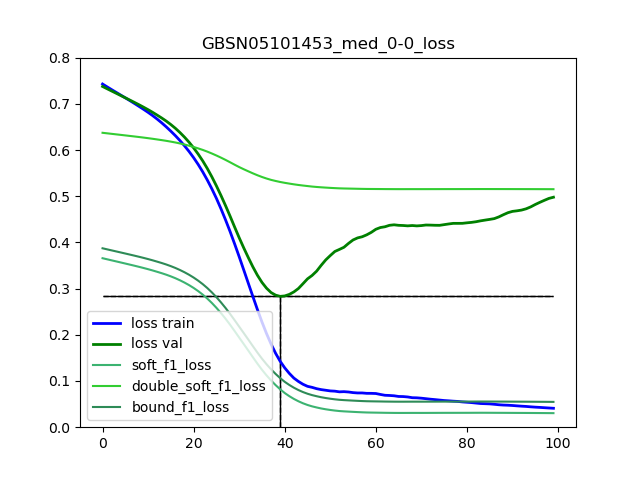 GBSN05101453_med_0-0_loss
0.8
0.7
0.6
0.5
0.4
0.3
0.2
0.1
0.0
loss train
loss val
soft_f1_loss
double_soft_f1_loss
bound_f1_loss
0 20 40 60 80 100